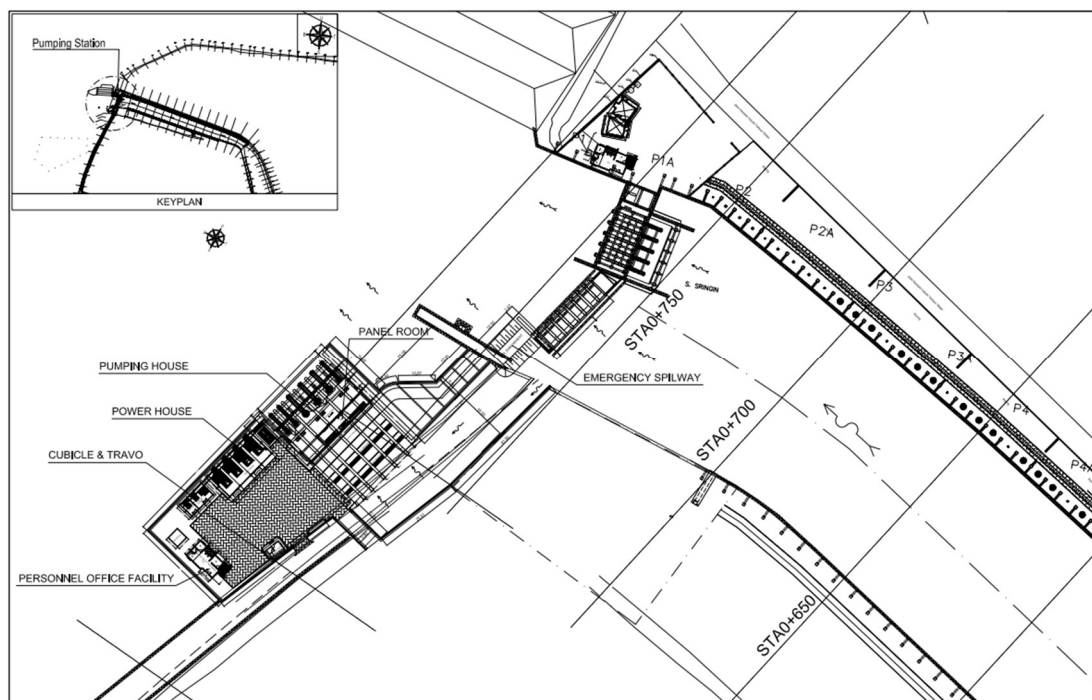 Pumping Station
KEYPLAN
P1
P1A
P2
P2A
P3
P3A
P4
P4A
S. SRINGIN
STA0+750
PANEL ROOM
PUMPING HOUSE
EMERGENCY SPILWAY
POWER HOUSE
STA0+700
CUBICLE & TRAVO
PERSONNEL OFFICE FACILITY
STA0+650